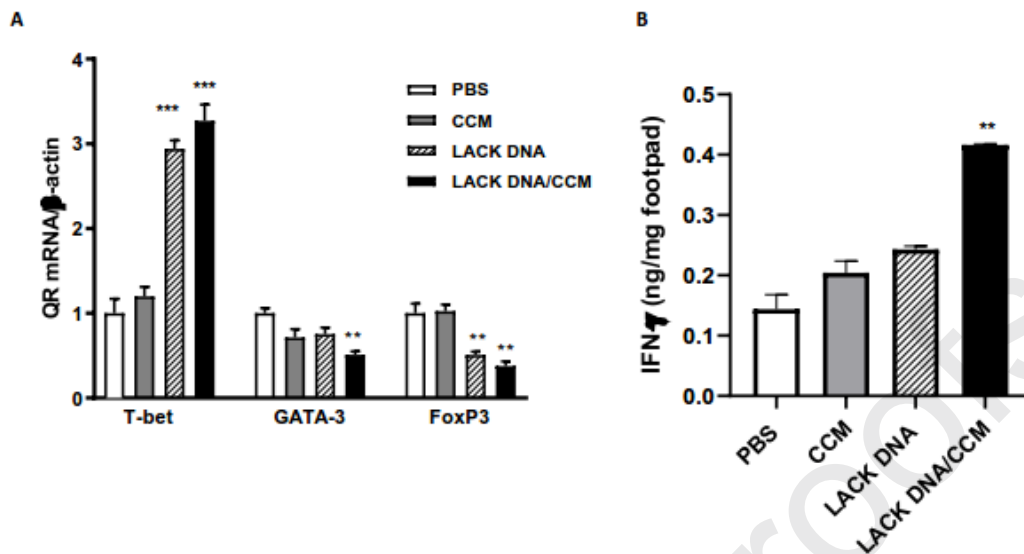 A
QR mRNA/β-actin
4
3
2
1
0
***
***
**
**
**
PBS
CCM
LACK DNA
LACK DNA/CCM
T-bet
GATA-3
FoxP3
B
IFNγ (ng/mg footpad)
0.5
0.4
0.3
0.2
0.1
0.0
**
PBS
CCM
LACK DNA
LACK DNA/CCM